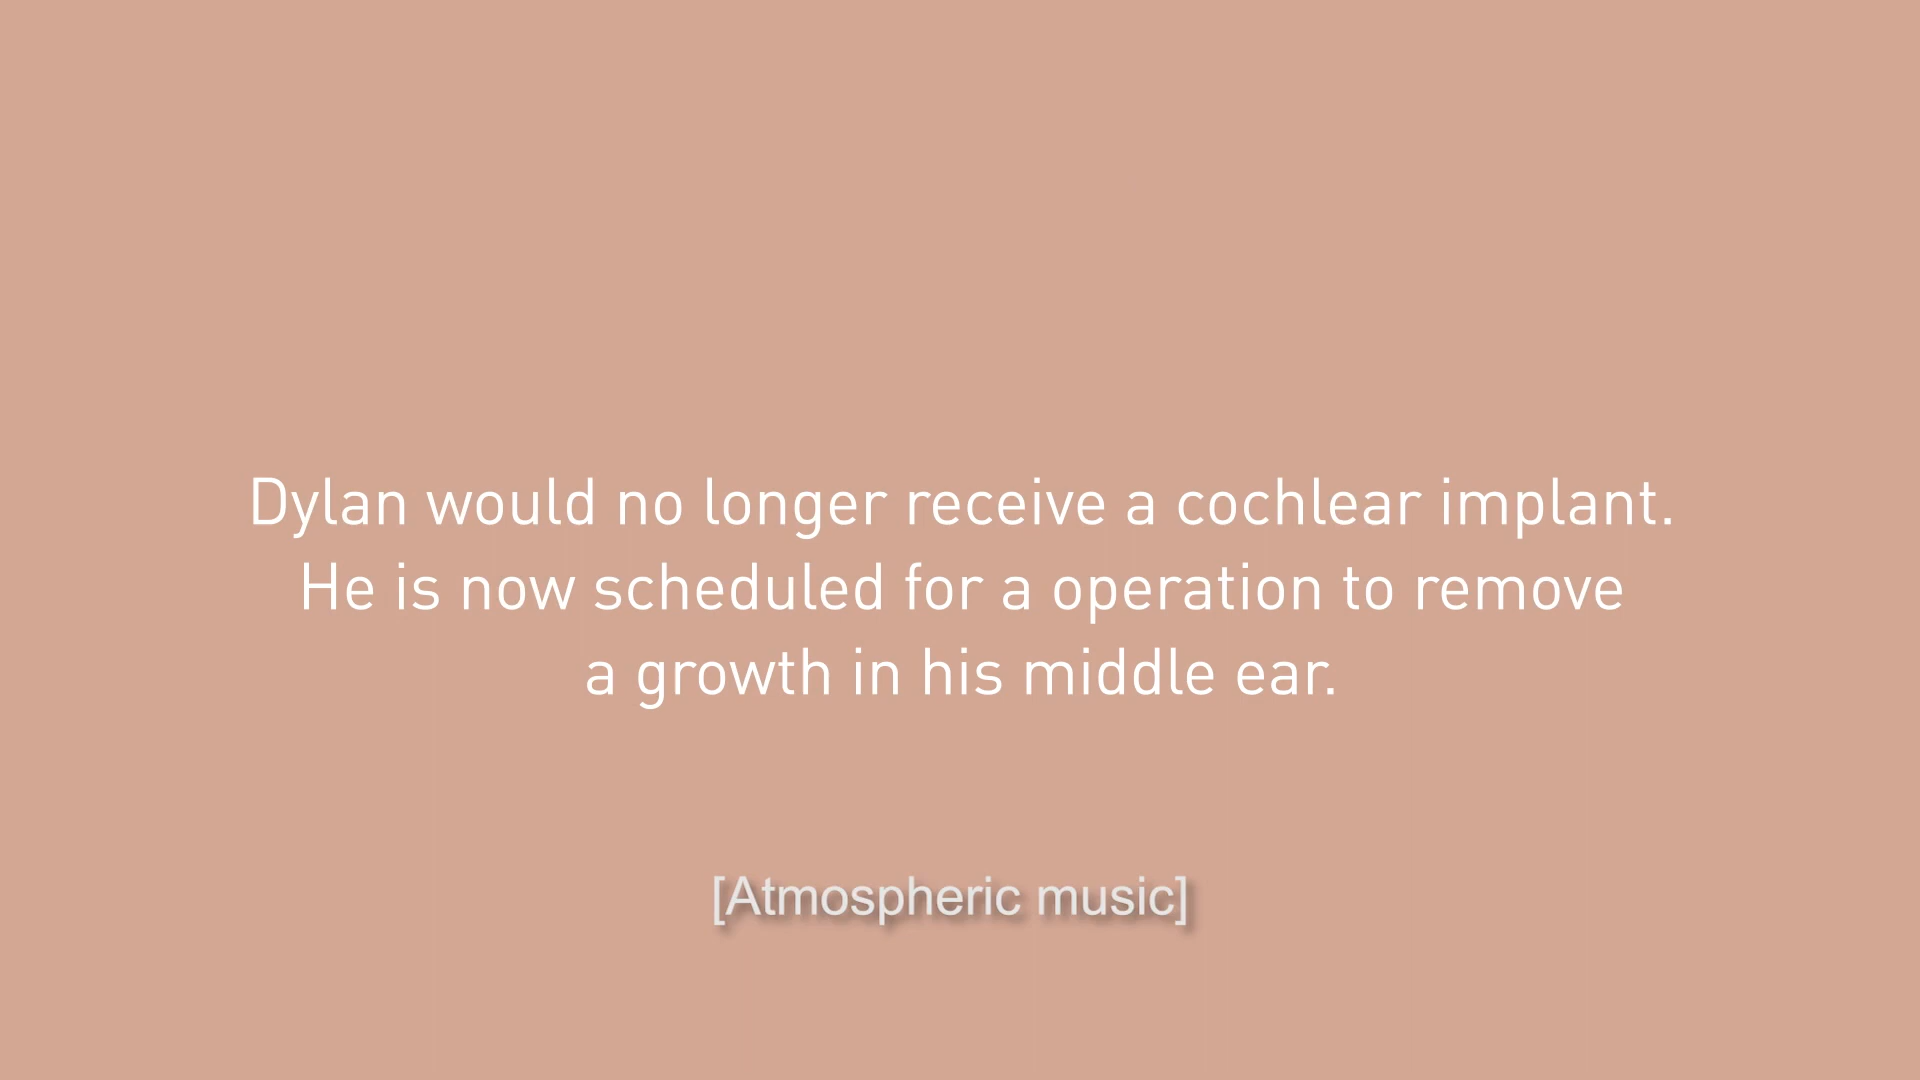 Dylan would no longer receive a cochlear implant.
He is now scheduled for a operation to remove
a growth in his middle ear.
[Atmospheric music]